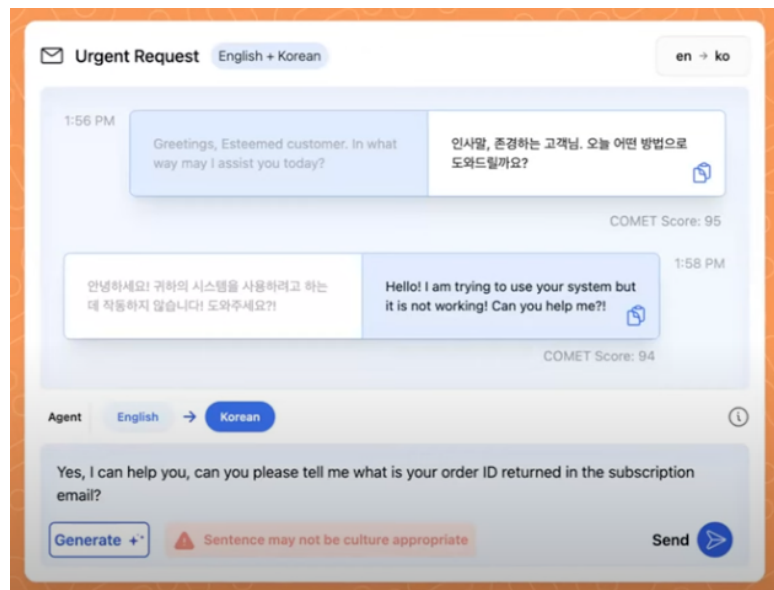 Urgent Request English + Korean en → ko
1:56 PM
Greetings, Esteemed customer. In what
way may I assist you today?
인사말, 존경하는 고객님. 오늘 어떤 방법으로
도와드릴까요?
COMET Score: 95
1:58 PM
안녕하세요! 귀하의 시스템을 사용하려고 하는
데 작동하지 않습니다! 도와주세요?!
Hello! I am trying to use your system but
it is not working! Can you help me?!
COMET Score: 94
Agent English → Korean
Yes, I can help you, can you please tell me what is your order ID returned in the subscription
email?
Generate Sentence may not be culture appropriate Send